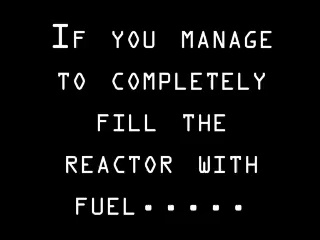 If you manage
to completely
fill the
reactor with
fuel.....